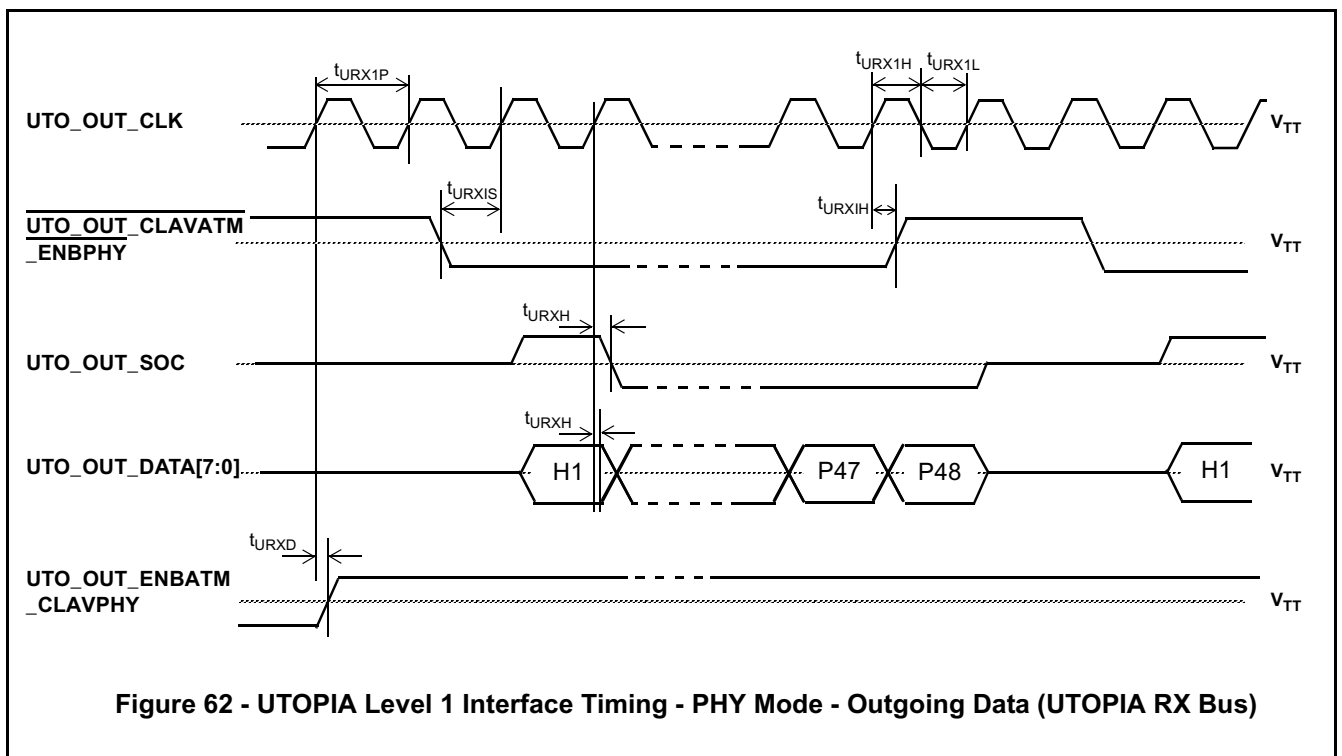 tURX1P
tURX1H
tURX1L
UTO_OUT_CLK
VTT
tURXIS
tURXIH
UTO_OUT_CLAVATM
_ENBPHY
VTT
tURXH
UTO_OUT_SOC
VTT
tURXH
UTO_OUT_DATA[7:0]
H1
P47
P48
H1
VTT
tURXD
UTO_OUT_ENBATM
_CLAVPHY
VTT
Figure 62 - UTOPIA Level 1 Interface Timing - PHY Mode - Outgoing Data (UTOPIA RX Bus)